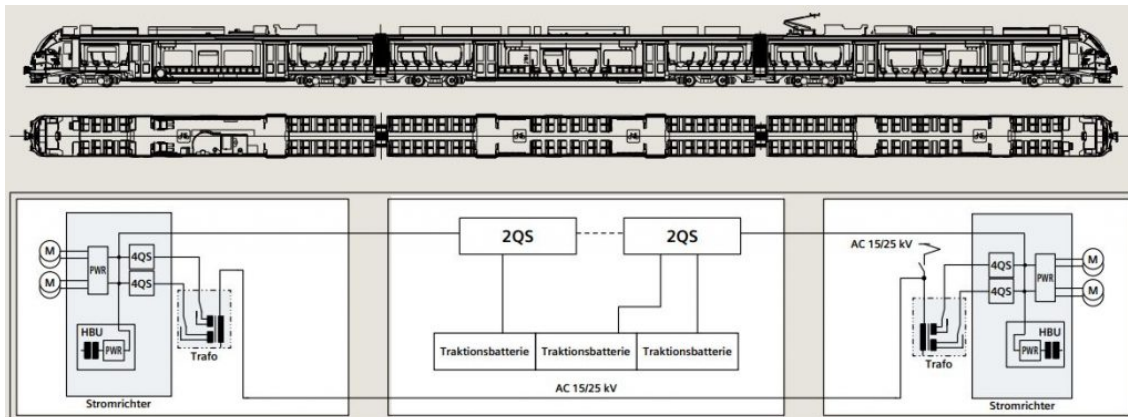 2QS
2QS
AC 15/25 kV
M
PWR
4QS
4QS
M
HBU
PWR
Trafo
Stromrichter
Traktionsbatterie
Traktionsbatterie
Traktionsbatterie
AC 15/25 kV
4QS
4QS
PWR
M
M
HBU
PWR
Trafo
Stromrichter